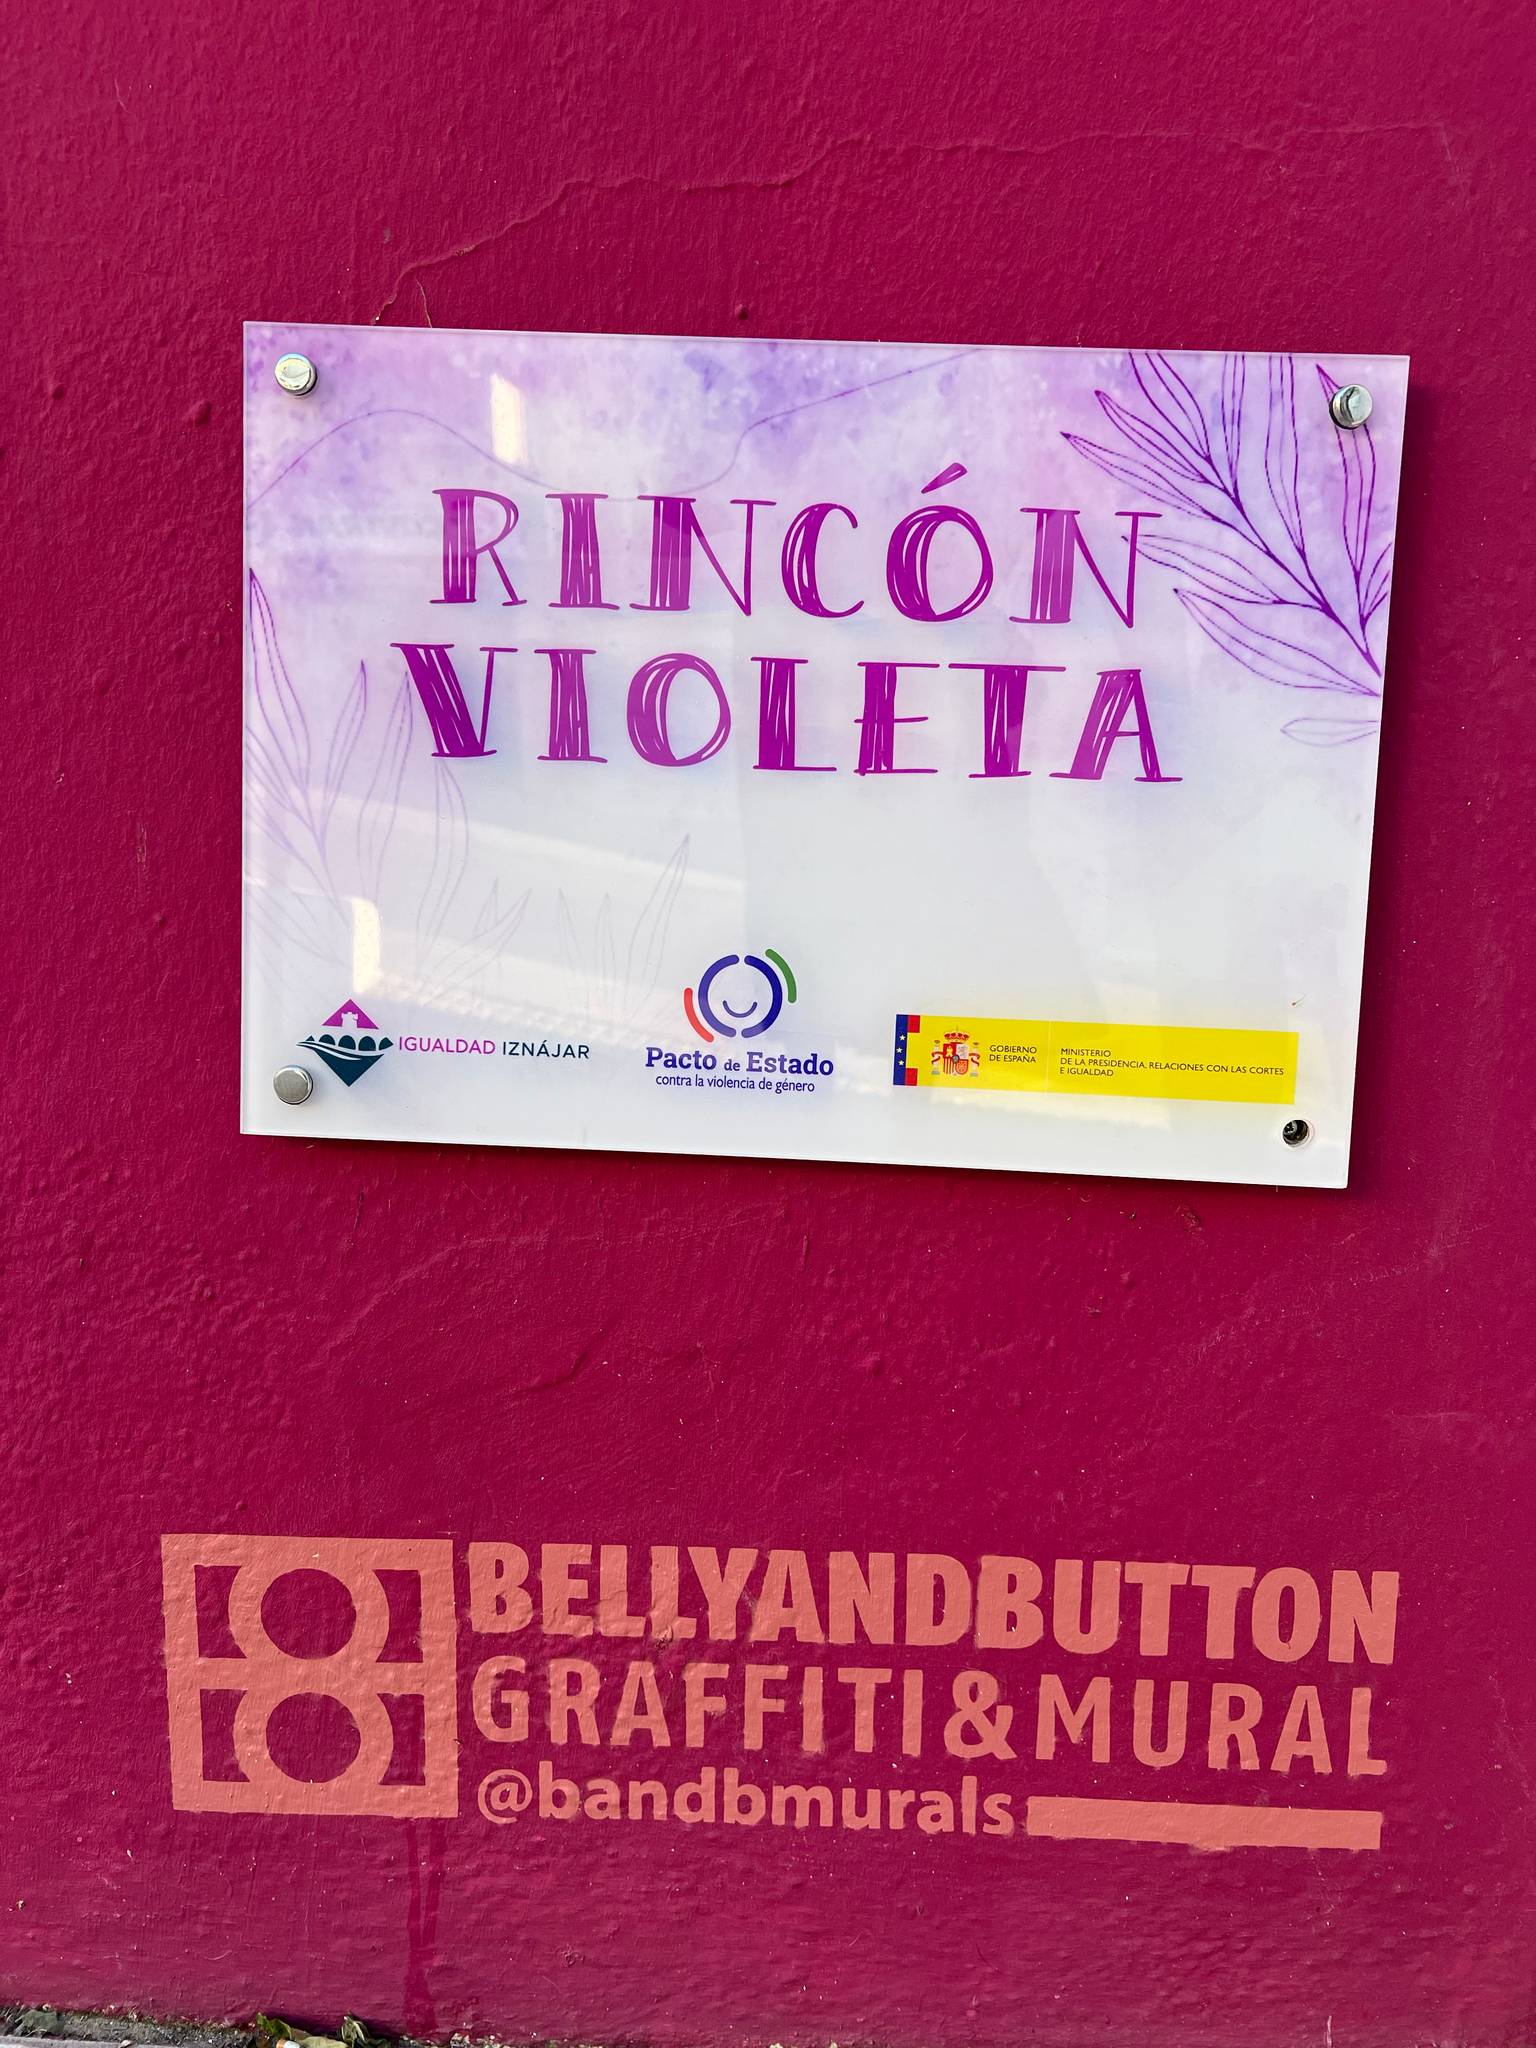 RINCÓN
VIOLETA
IGUALDAD IZNÁJAR
Pacto de Estado
contra la violencia de género
GOBIERNO
DE ESPAÑA
MINISTERIO
DE LA PRESIDENCIA, RELACIONES CON LAS CORTES
E IGUALDAD
BELLYANDBUTTON
GRAFFITI&MURAL
@bandbmurals